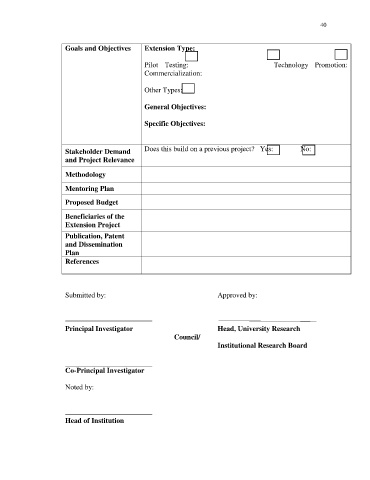 40
Goals and Objectives
Extension Type:
Pilot Testing: Technology Promotion:
Commercialization:
Other Types:
General Objectives:
Specific Objectives:
Stakeholder Demand
and Project Relevance
Does this build on a previous project? Yes: No:
Methodology
Mentoring Plan
Proposed Budget
Beneficiaries of the
Extension Project
Publication, Patent
and Dissemination
Plan
References
Submitted by: Approved by:
Principal Investigator Head, University Research
Council/
Institutional Research Board
Co-Principal Investigator
Noted by:
Head of Institution